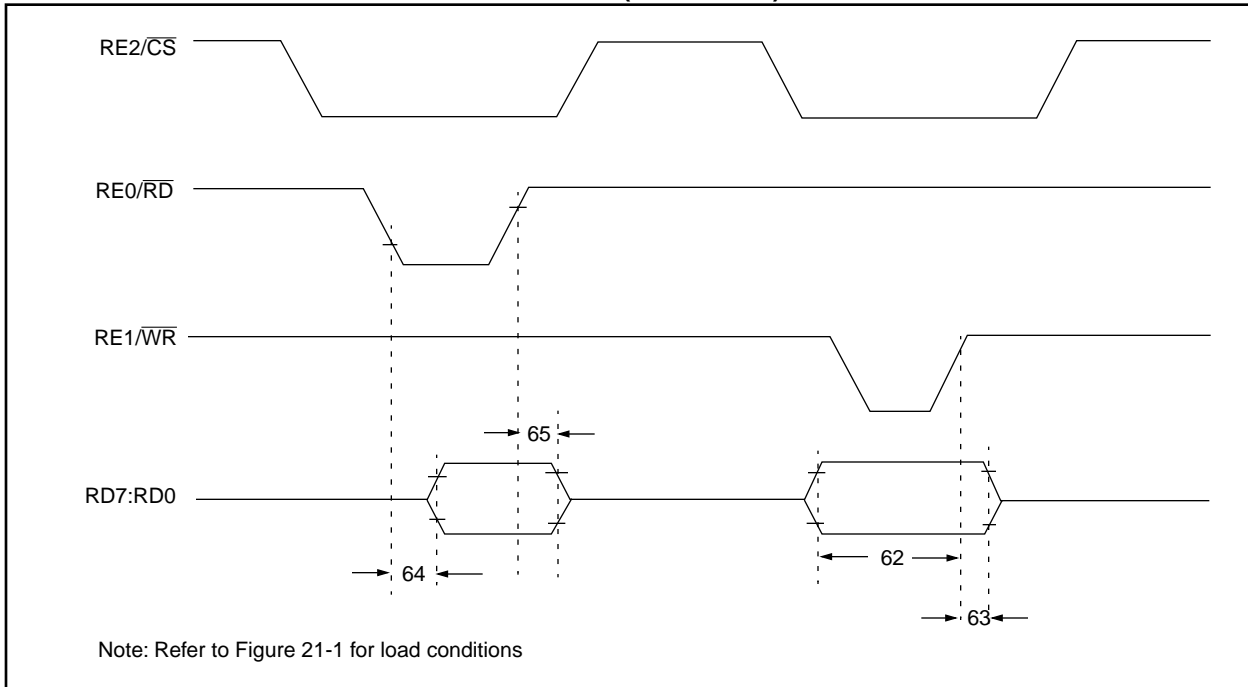 RE2/CS
RE0/RD
RE1/WR
65
RD7:RD0
64
62
63
Note: Refer to Figure 21-1 for load conditions